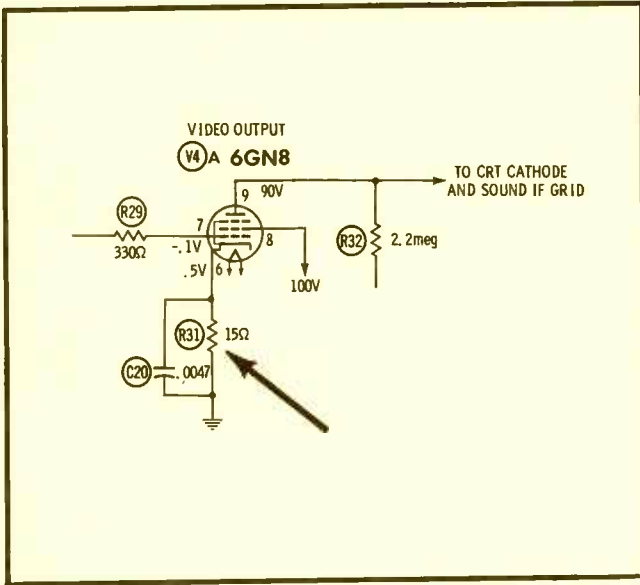 VIDEO OUTPUT
V4 A 6GN8
9 90V
TO CRT CATHODE
AND SOUND IF GRID
R29
330Ω
7
-.1V
8
R32
2.2meg
.5V 6
100V
R31
15Ω
C20
.0047